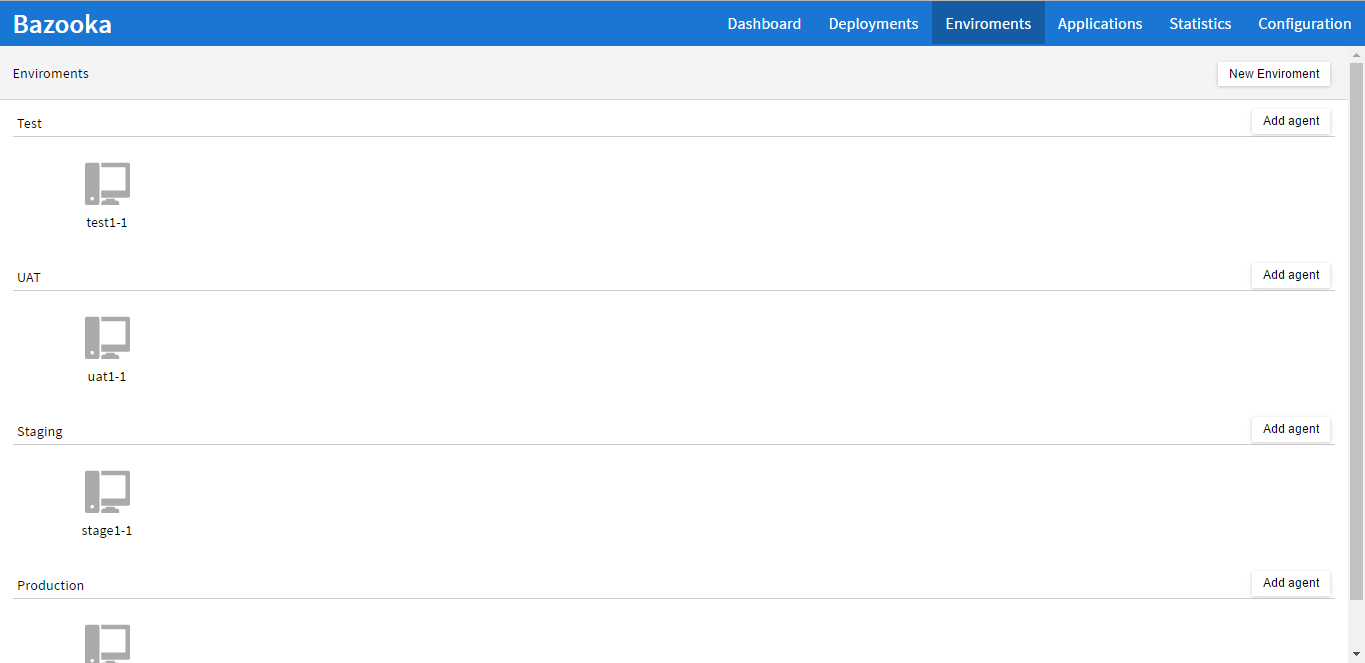 Bazooka Dashboard Deployments Enviroments Applications Statistics Configuration
Enviroments New Enviroment
Test Add agent
test1-1
UAT Add agent
uat1-1
Staging Add agent
stage1-1
Production Add agent